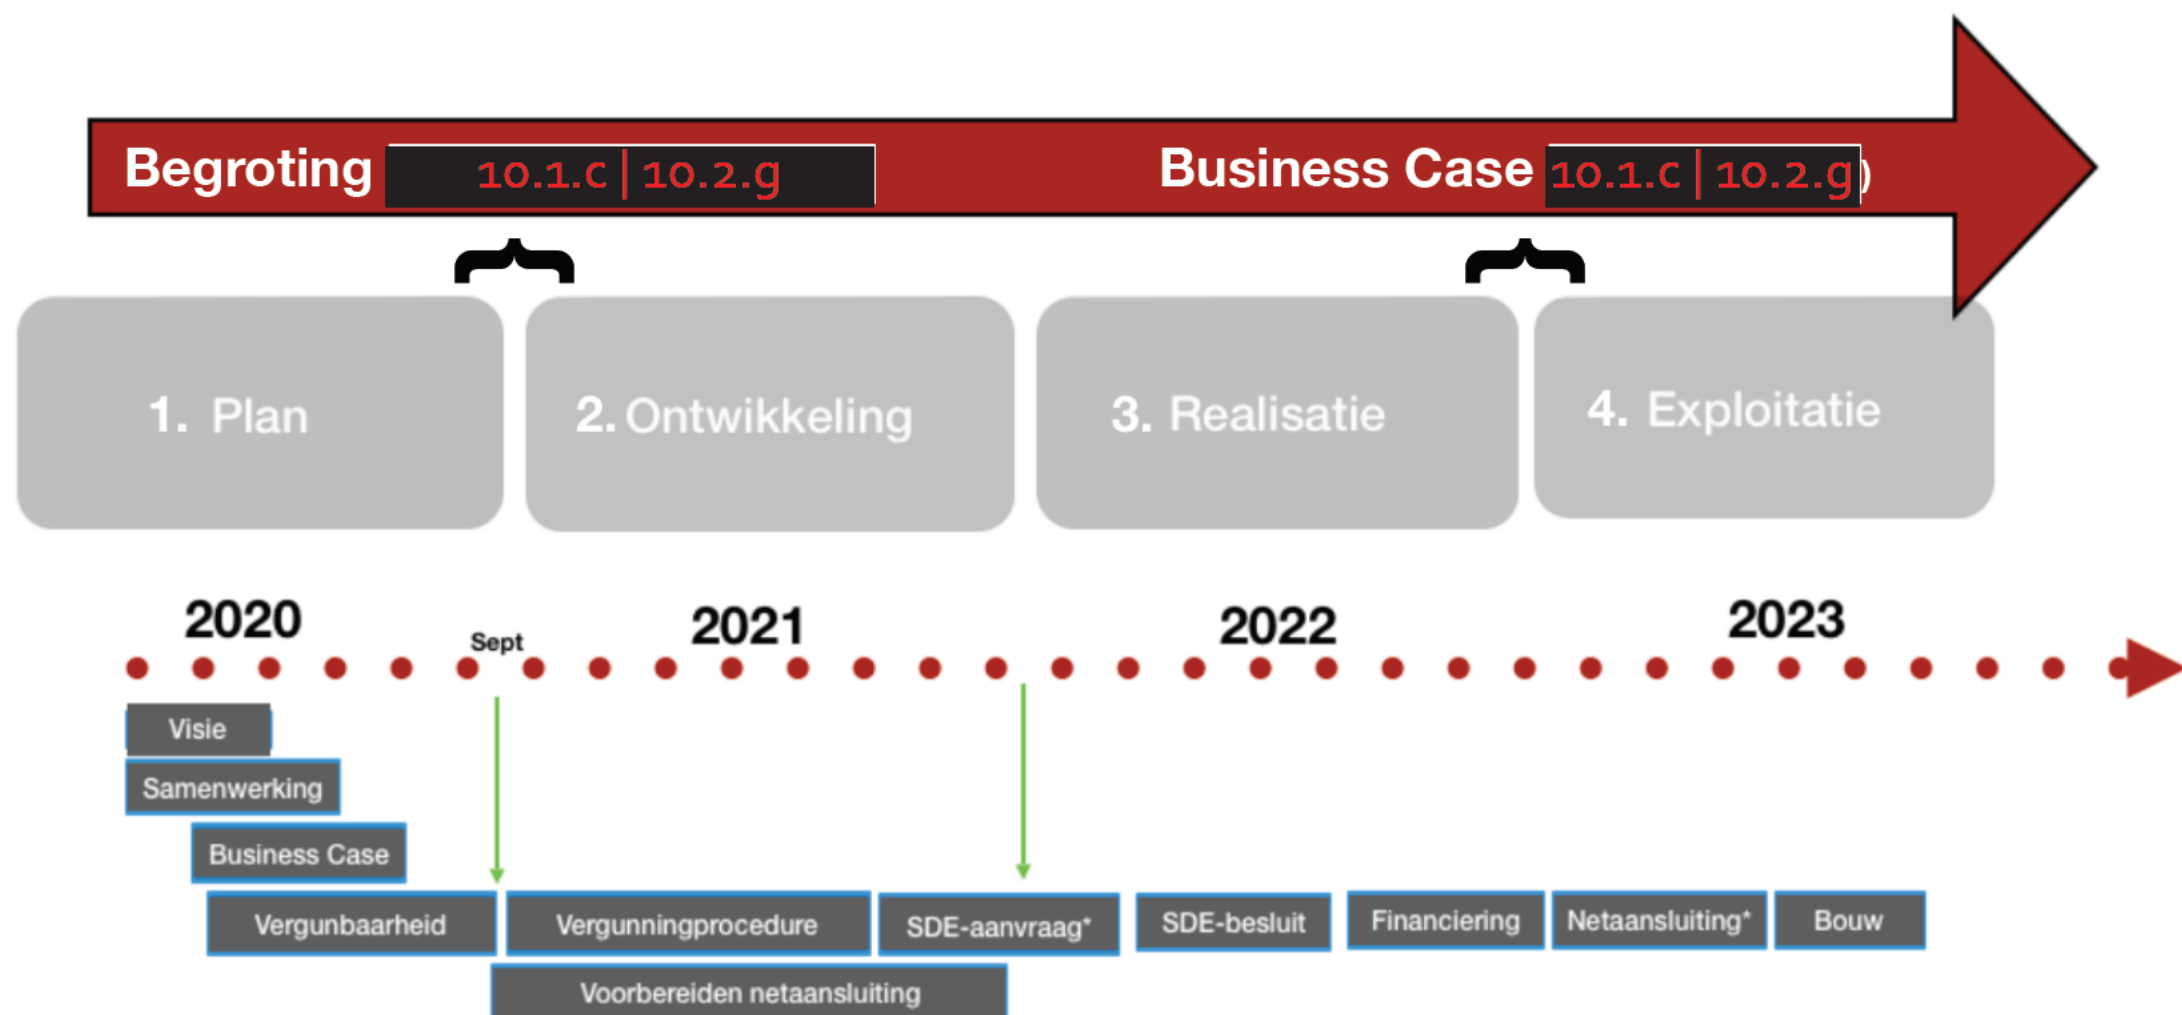 Begroting 10.1.c | 10.2.g
Business Case 10.1.c | 10.2.g)
1. Plan
2. Ontwikkeling
3. Realisatie
4. Exploitatie
2020
Sept
2021
2022
2023
Visie
Samenwerking
Business Case
Vergunbaarheid
Vergunningprocedure
SDE-aanvraag*
SDE-besluit
Financiering
Netaansluiting*
Bouw
Voorbereiden netaansluiting